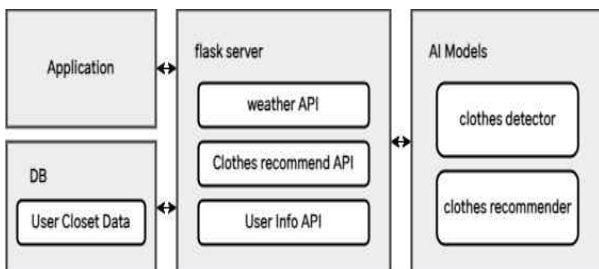 Application
DB
User Closet Data
flask server
weather API
Clothes recommend API
User Info API
AI Models
clothes detector
clothes recommender